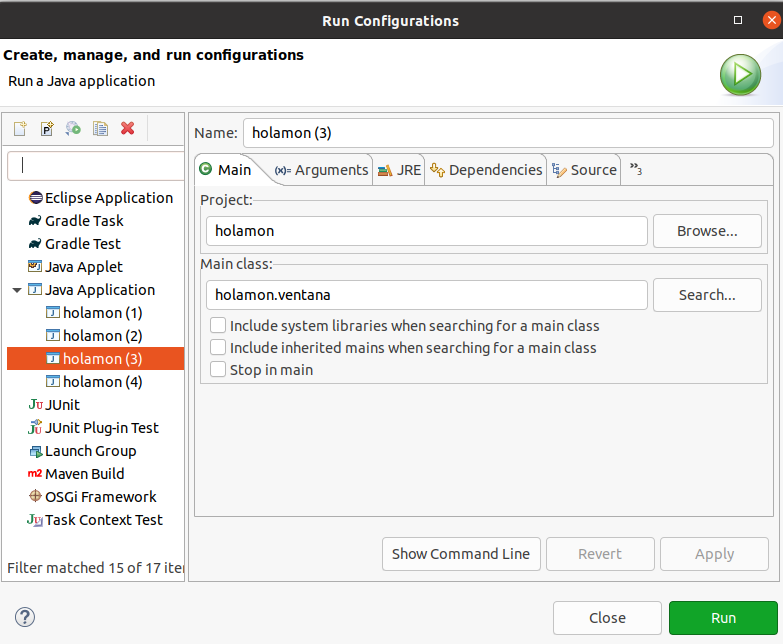 Run Configurations
Create, manage, and run configurations
Run a Java application
Name: holamon (3)
Main
(x)= Arguments
JRE
Dependencies
Source
»3
Eclipse Application
Gradle Task
Gradle Test
Java Applet
Java Application
holamon (1)
holamon (2)
holamon (3)
holamon (4)
JUnit
JUnit Plug-in Test
Launch Group
m2 Maven Build
OSGi Framework
Task Context Test
Filter matched 15 of 17 iter
Project:
holamon
Browse...
Main class:
holamon.ventana
Search...
Include system libraries when searching for a main class
Include inherited mains when searching for a main class
Stop in main
Show Command Line
Revert
Apply
?
Close
Run